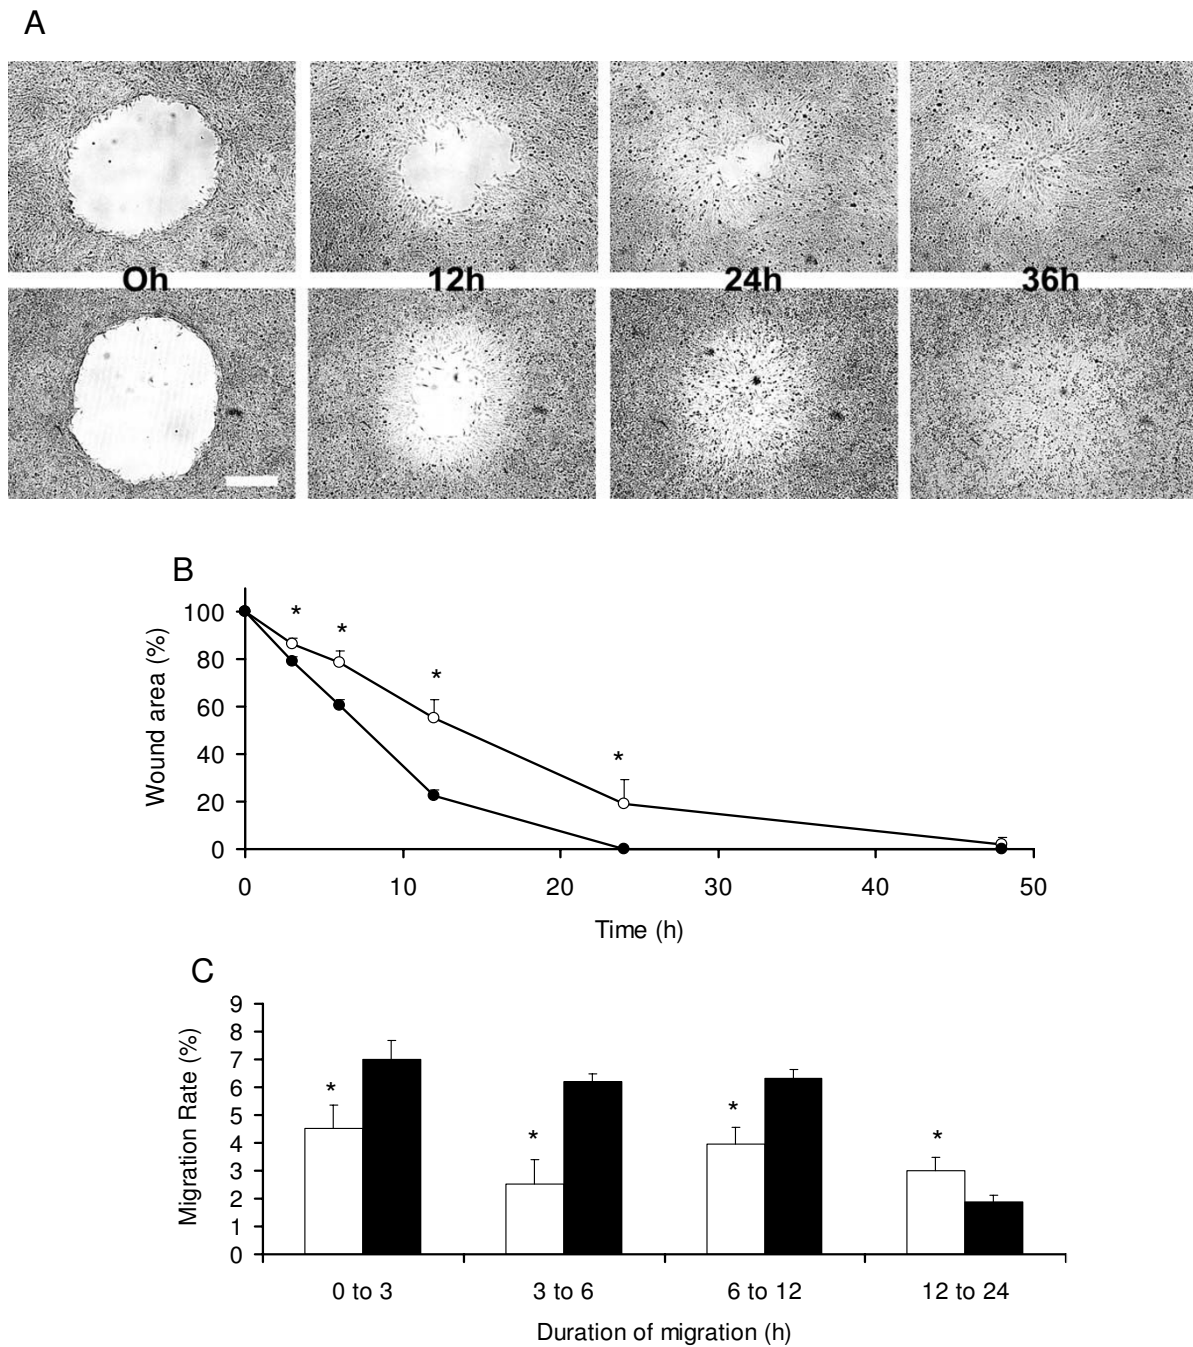 A
Oh 12h 24h 36h
B
*
*
*
*
100
80
60
40
20
0
0 10 20 30 40 50
Wound area (%)
Time (h)
C
9
8
7
6
5
4
3
2
1
0
*
*
*
*
0 to 3 3 to 6 6 to 12 12 to 24
Migration Rate (%)
Duration of migration (h)